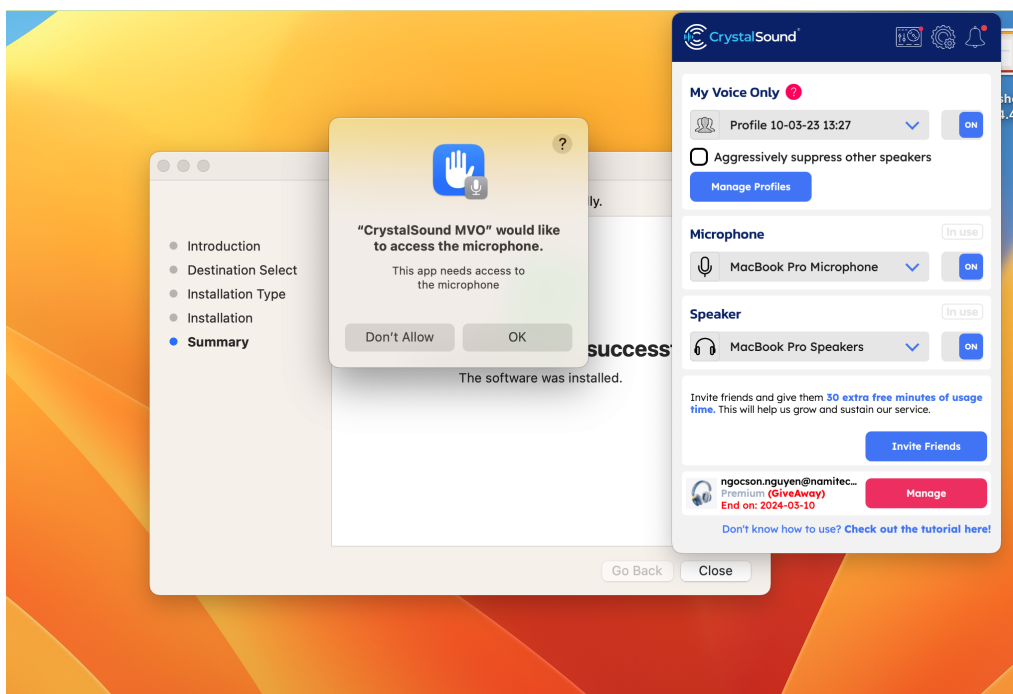 lly.
Introduction
Destination Select
Installation Type
Installation
Summary
success
The software was installed.
Go Back
Close
?
“CrystalSound MVO” would like
to access the microphone.
This app needs access to
the microphone
Don't Allow
OK
CrystalSound
My Voice Only ?
Profile 10-03-23 13:27
ON
Aggressively suppress other speakers
Manage Profiles
Microphone
In use
MacBook Pro Microphone
ON
Speaker
In use
MacBook Pro Speakers
ON
Invite friends and give them 30 extra free minutes of usage
time. This will help us grow and sustain our service.
Invite Friends
ngocson.nguyen@namitec...
Premium (GiveAway)
End on: 2024-03-10
Manage
Don't know how to use? Check out the tutorial here!